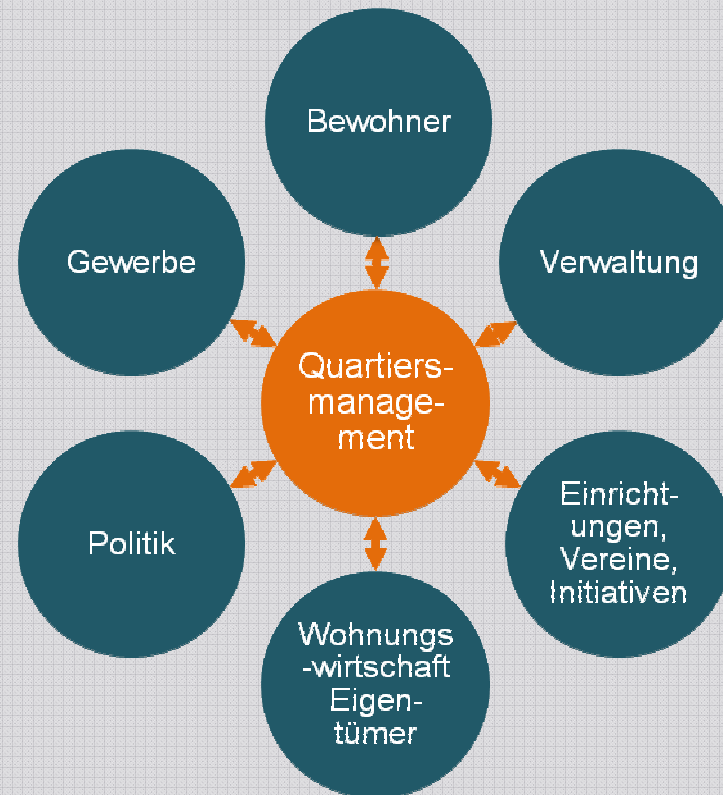 Bewohner
Gewerbe
Verwaltung
Quartiers-
manage-
ment
Politik
Einricht-
ungen,
Vereine,
Initiativen
Wohnungs
-wirtschaft
Eigen-
tümer